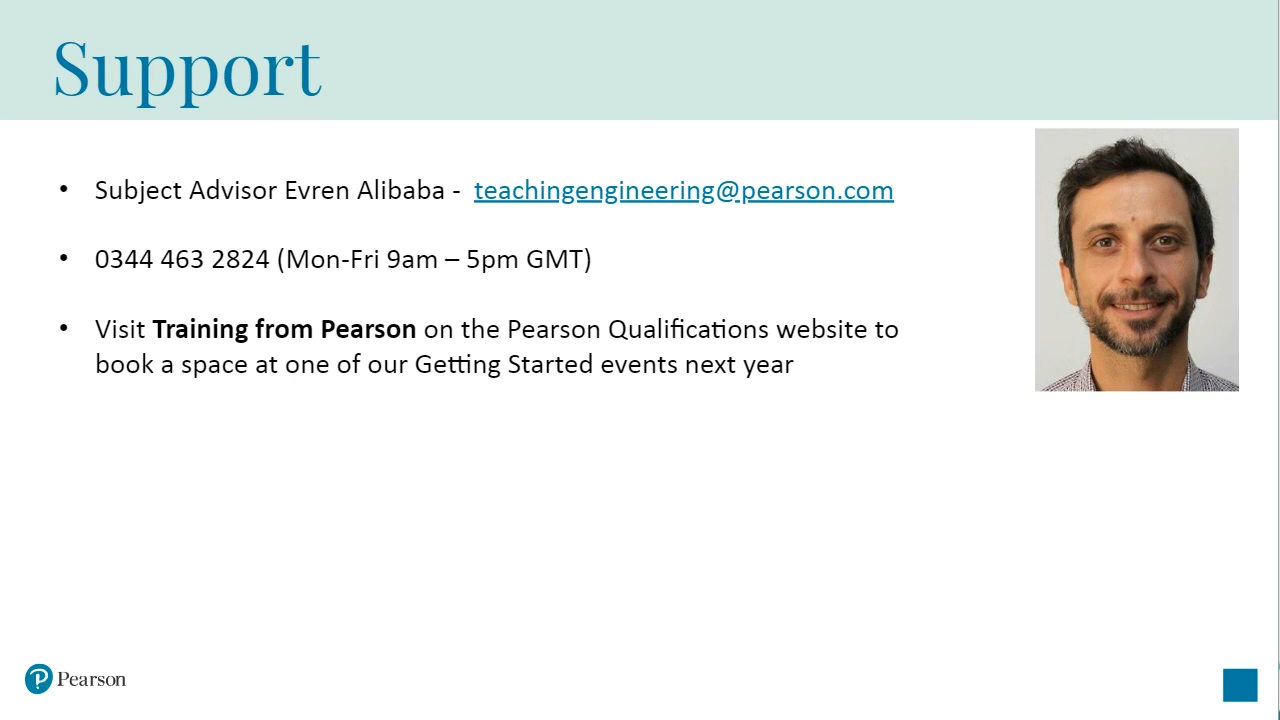 Support
• Subject Advisor Evren Alibaba - teachingengineering@pearson.com
• 0344 463 2824 (Mon-Fri 9am – 5pm GMT)
• Visit Training from Pearson on the Pearson Qualifications website to
book a space at one of our Getting Started events next year
Pearson